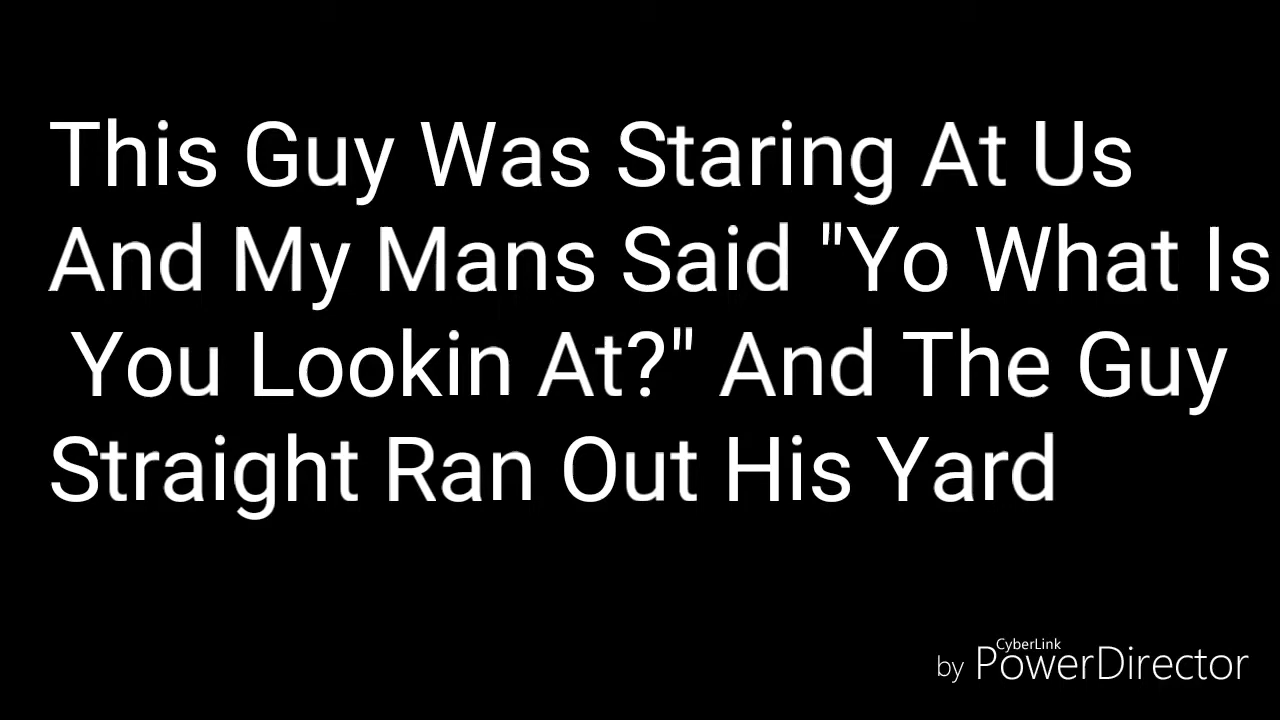 This Guy Was Staring At Us
And My Mans Said "Yo What Is
You Lookin At?" And The Guy
Straight Ran Out His Yard
CyberLink
by PowerDirector